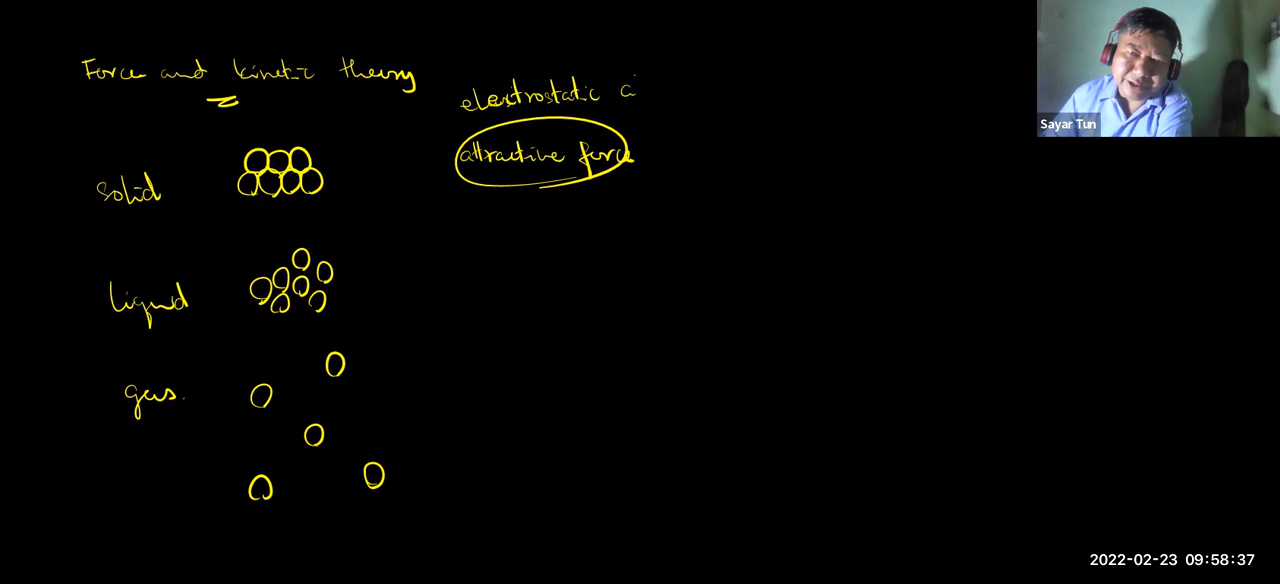 Force and kinetic theory
electrostatic a
attractive force
solid
liquid
gas.
Sayar Tun
2022-02-23 09:58:37